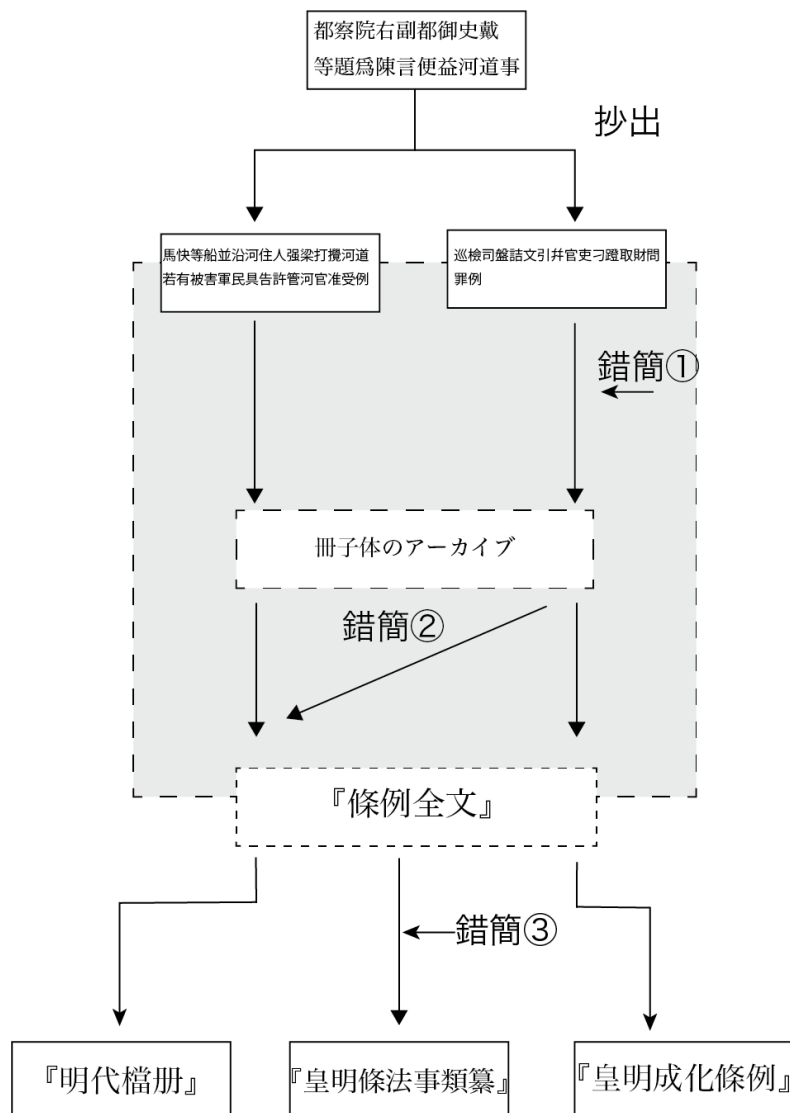 都察院右副都御史戴
等題爲陳言便益河道事
抄出
馬快等船並沿河住人强梁打攪河道
若有被害軍民具告許管河官准受例
巡檢司盤詰文引幷官吏刁蹬取財問
罪例
錯簡①
冊子体のアーカイブ
錯簡②
『條例全文』
錯簡③
『明代檔册』
『皇明條法事類纂』
『皇明成化條例』